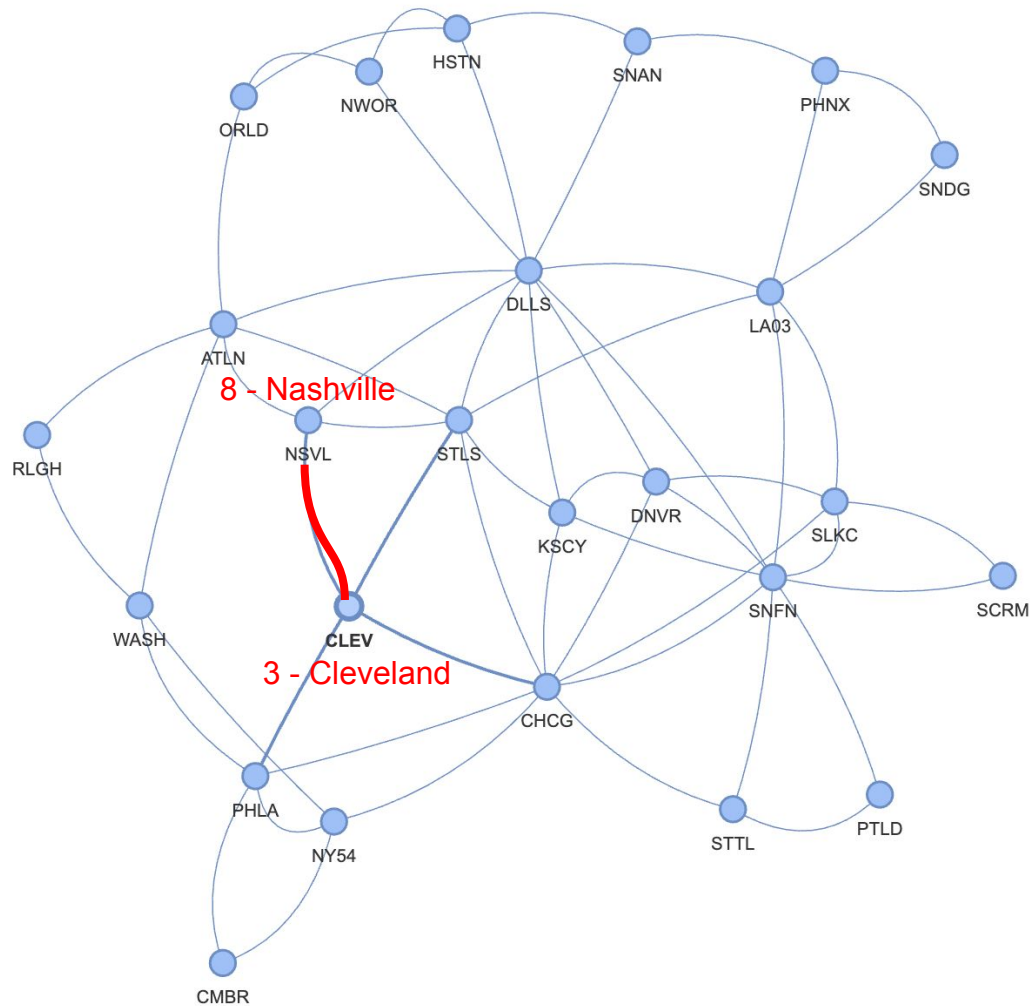 HSTN
SNAN
NWOR
PHNX
ORLD
SNDG
DLLS
LA03
ATLN
8 - Nashville
NSVL
STLS
RLGH
DNVR
SLKC
KSCY
SNFN
SCRM
WASH
CLEV
3 - Cleveland
CHCG
PHLA
STTL
PTLD
NY54
CMBR